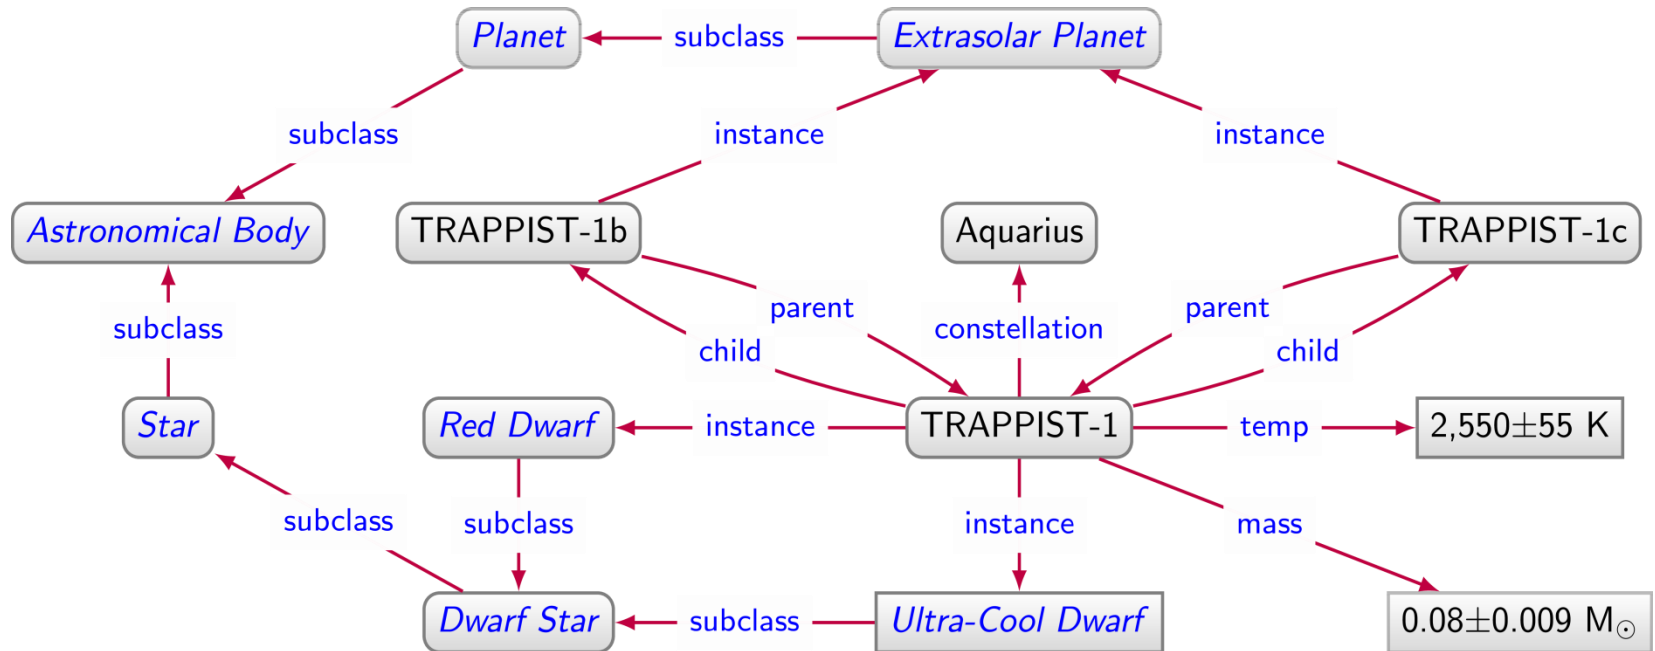 Planet
subclass
Extrasolar Planet
subclass
instance
instance
Astronomical Body
TRAPPIST-1b
Aquarius
TRAPPIST-1c
subclass
parent
constellation
parent
child
child
Star
Red Dwarf
instance
TRAPPIST-1
temp
2,550±55 K
subclass
subclass
instance
mass
Dwarf Star
subclass
Ultra-Cool Dwarf
0.08±0.009 M☉